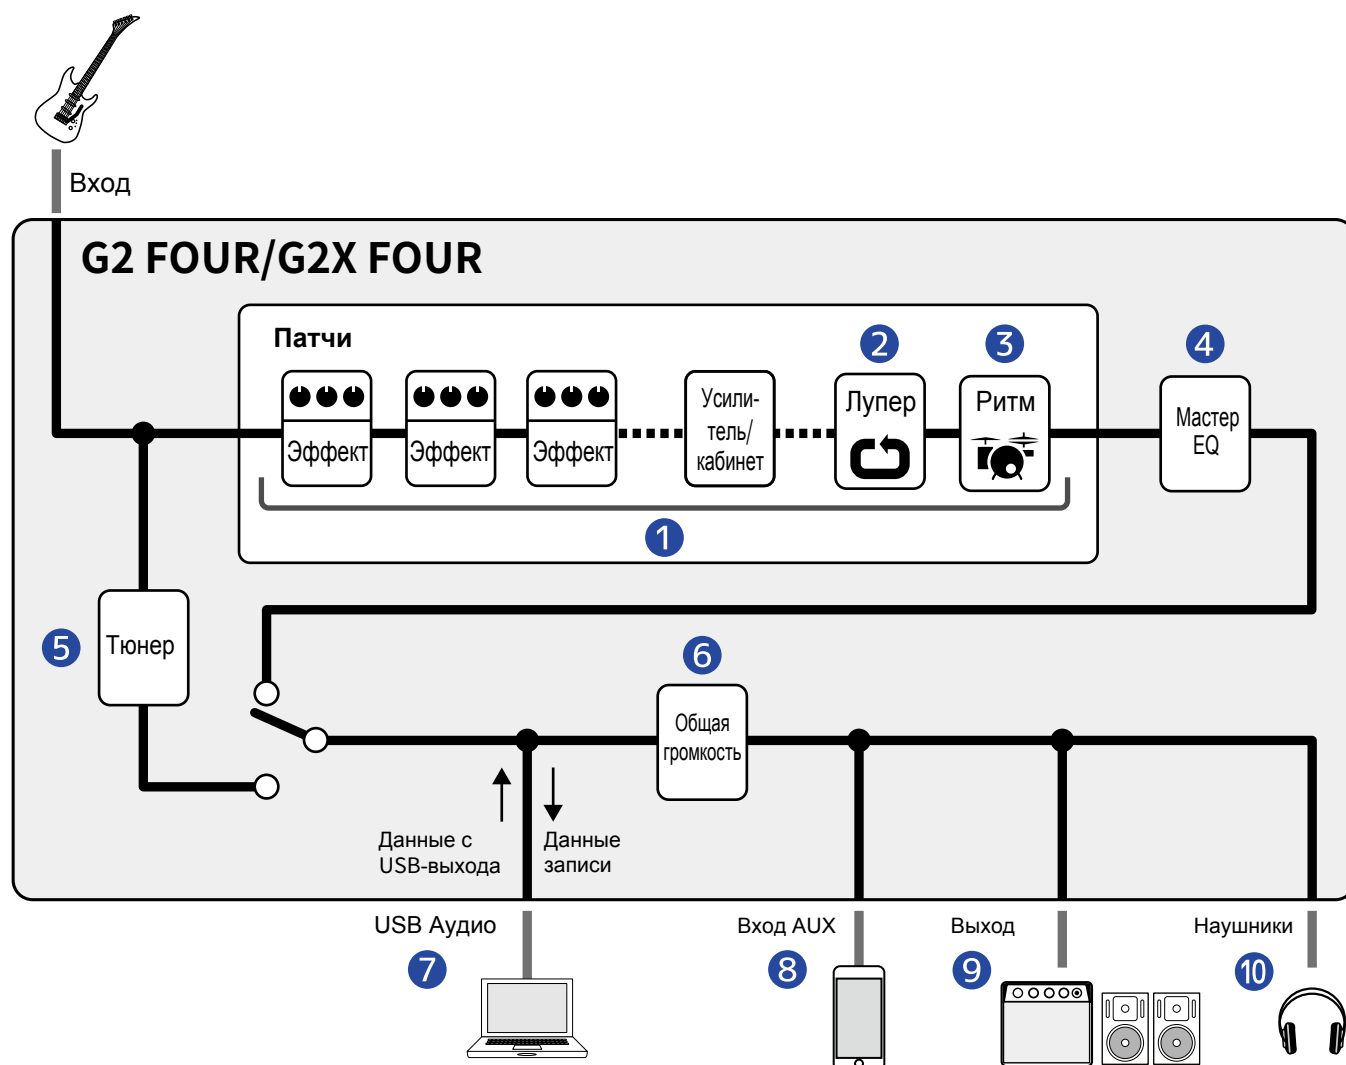 Вход
G2 FOUR/G2X FOUR
Патчи
Эффект
Эффект
Эффект
Усили-
тель/
кабинет
2
Лупер
3
Ритм
4
Мастер
EQ
1
5
Тюнер
6
Общая
громкость
Данные с
USB-выхода
Данные
записи
USB Аудио
7
Вход AUX
8
Выход
9
Наушники
10